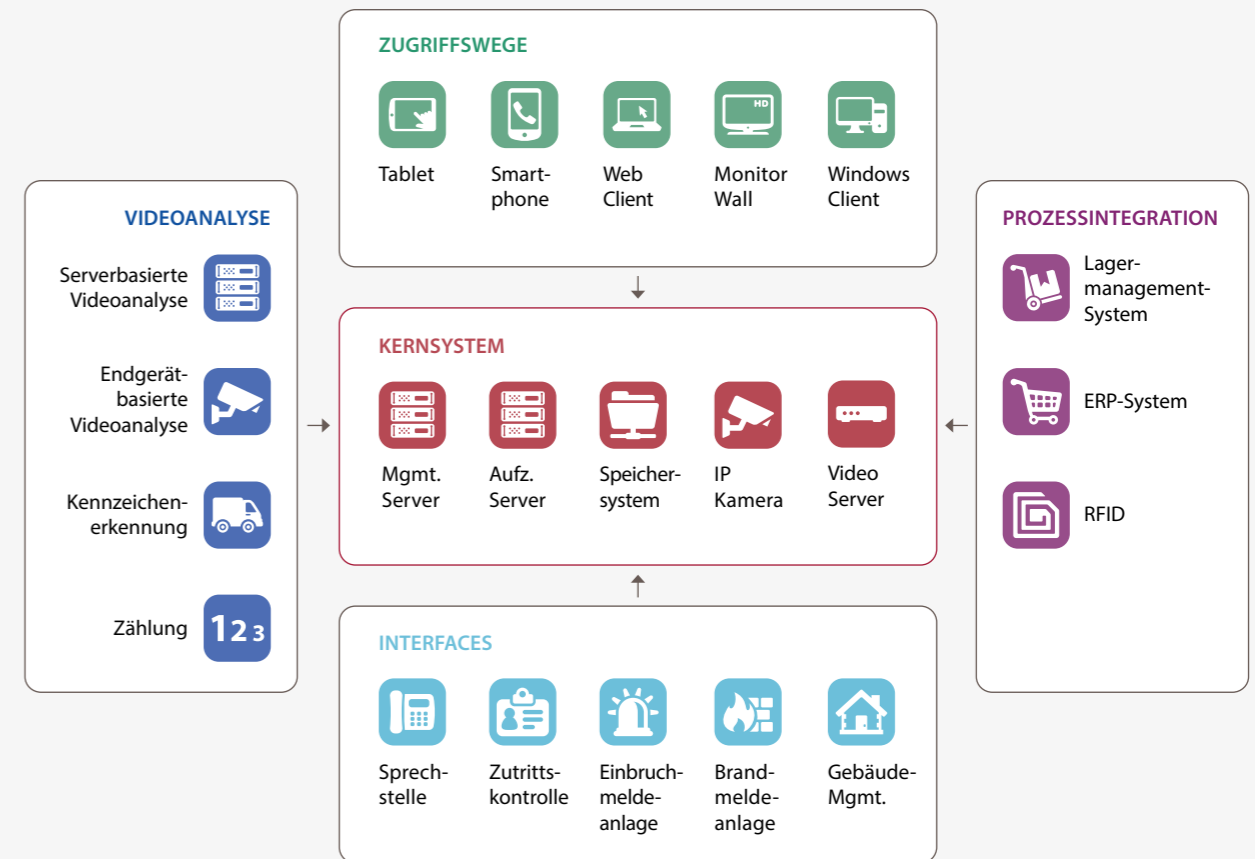 ZUGRIFFSWEGE
HD
Tablet
Smart-
phone
Web
Client
Monitor
Wall
Windows
Client
VIDEOANALYSE
Serverbasierte
Videoanalyse
Endgerät-
basierte
Videoanalyse
Kennzeichen-
erkennung
Zählung
123
KERNSYSTEM
Mgmt.
Server
Aufz.
Server
Speicher-
system
IP
Kamera
Video
Server
PROZESSINTEGRATION
Lager-
management-
System
ERP-System
RFID
INTERFACES
Sprech-
stelle
Zutritts-
kontrolle
Einbruch-
melde-
anlage
Brand-
melde-
anlage
Gebäude-
Mgmt.